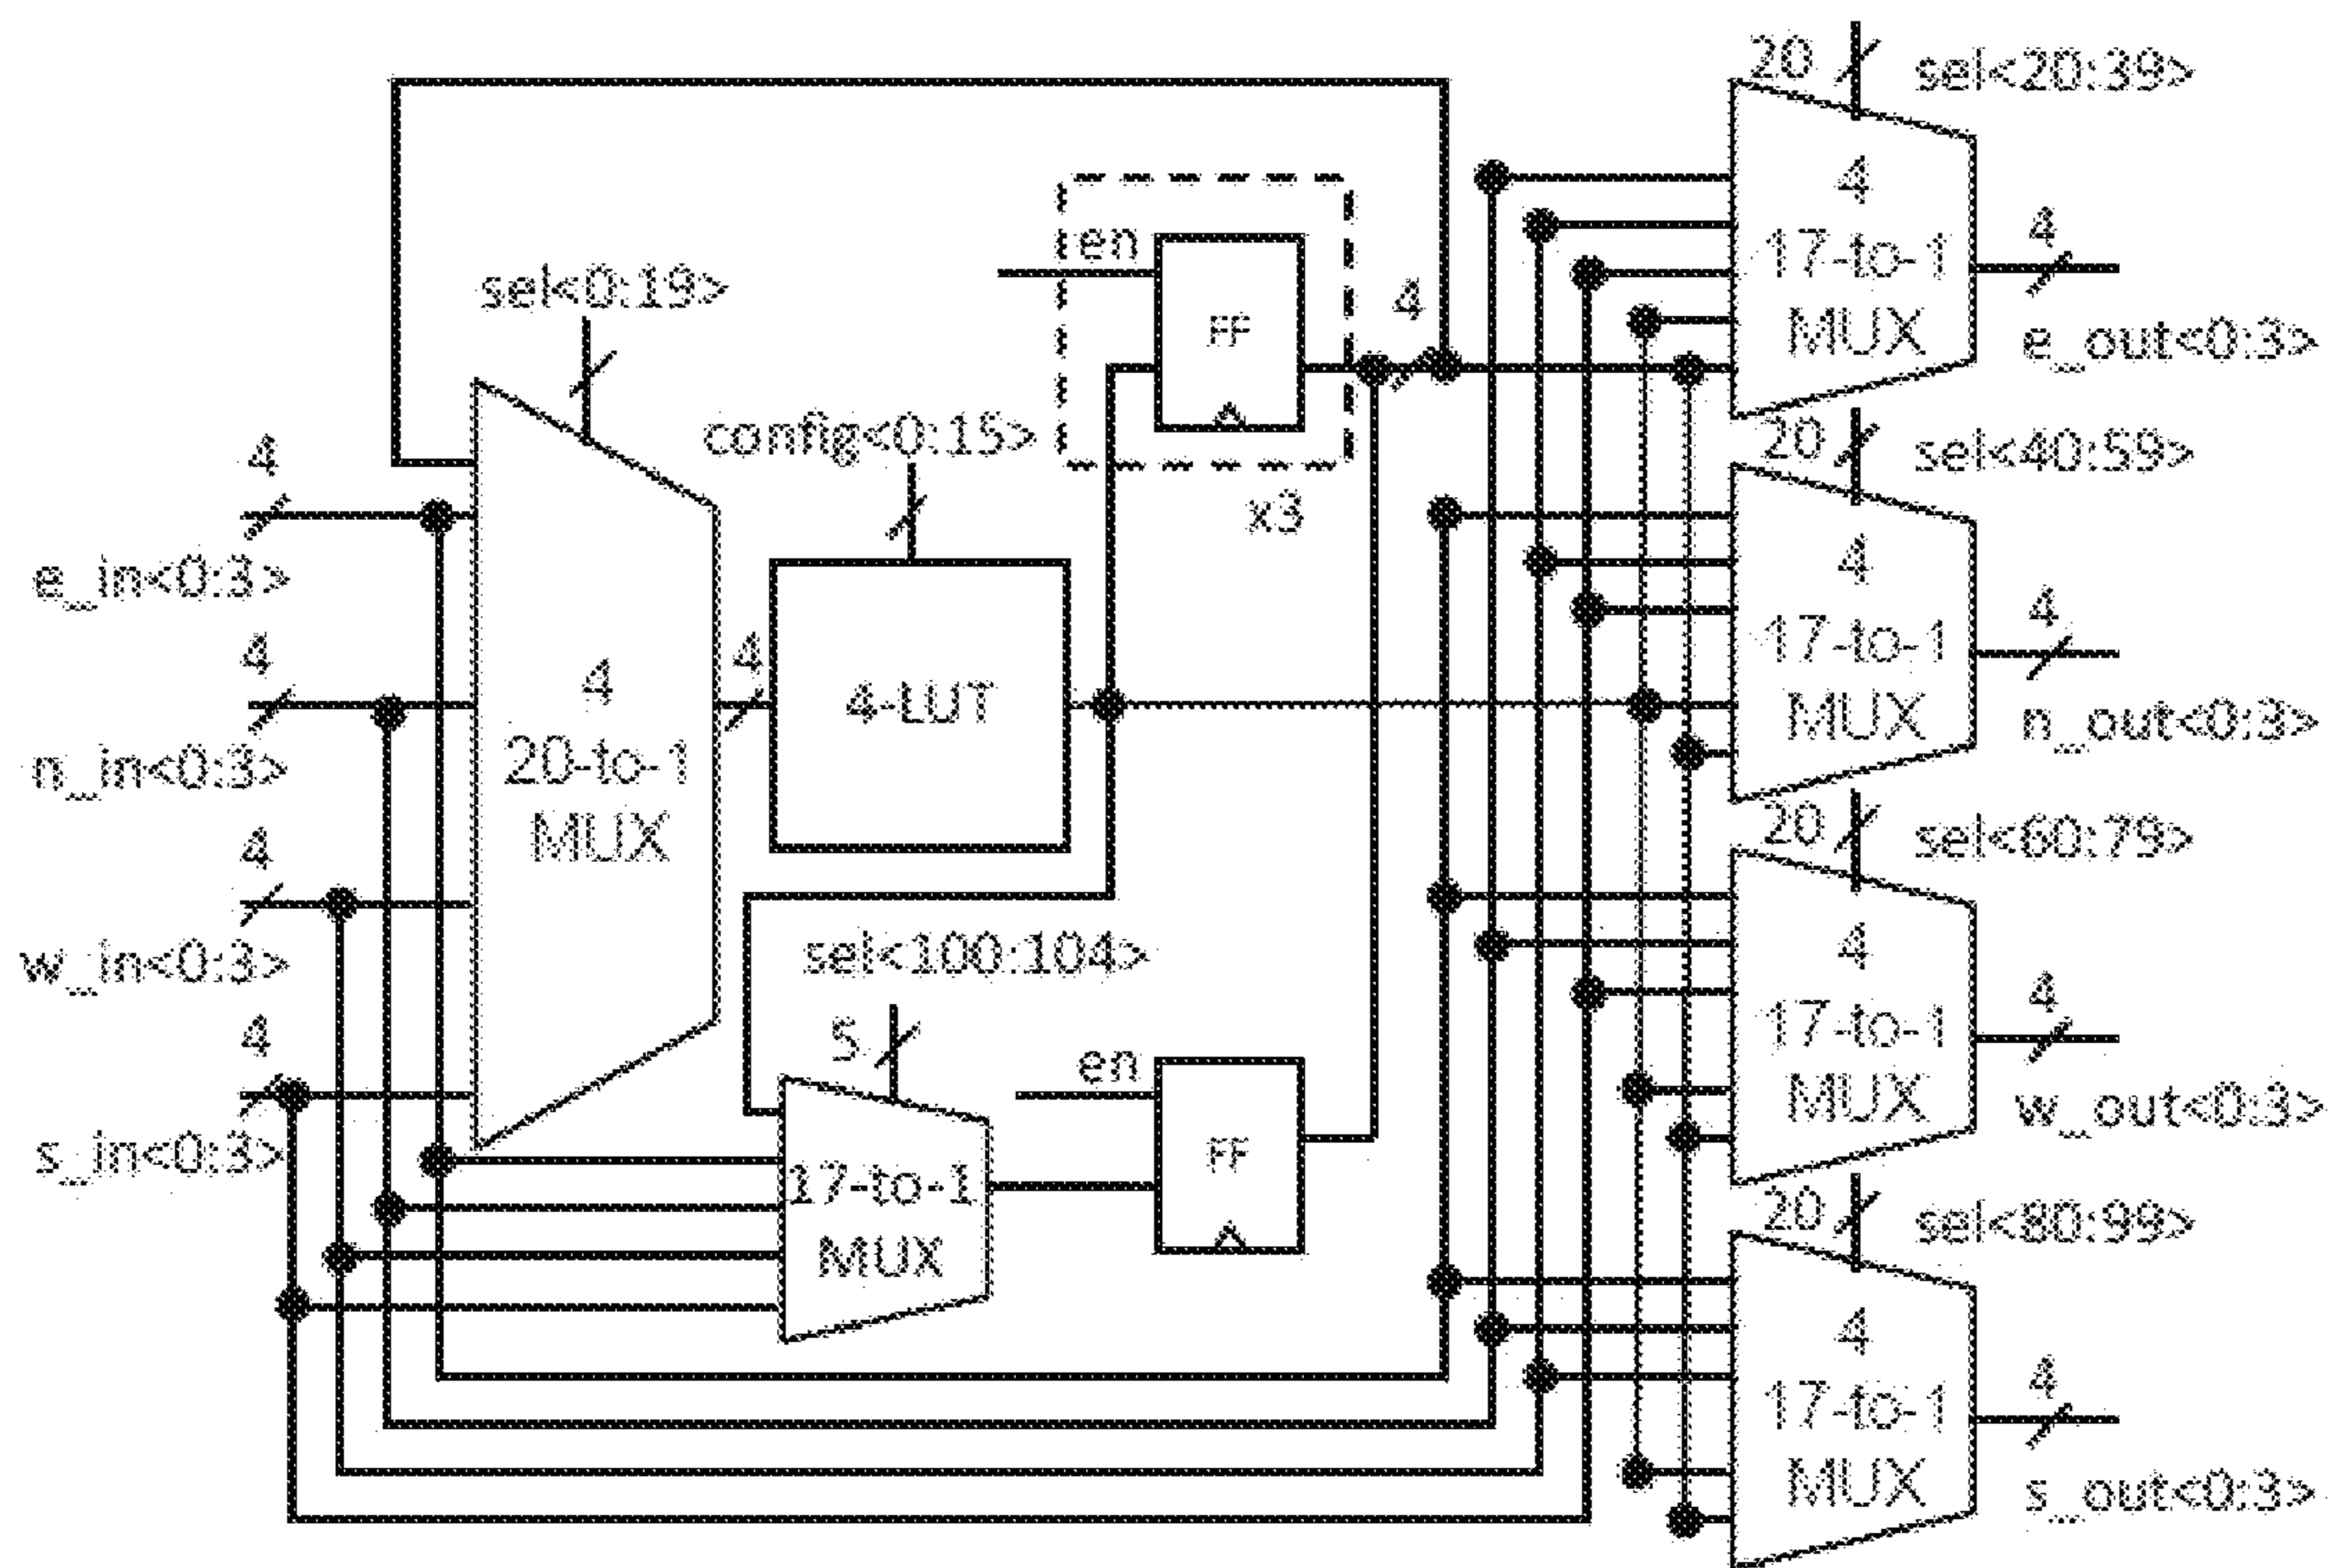 20
sel<20:39>
4
17-to-1
MUX
4
e_out<0:3>
en
FF
4
x3
sel<0:19>
config<0:15>
4
e_in<0:3>
4
n_in<0:3>
4
w_in<0:3>
4
s_in<0:3>
4
20-to-1
MUX
4
4-LUT
20
sel<40:59>
4
17-to-1
MUX
4
n_out<0:3>
sel<100:104>
5
17-to-1
MUX
en
FF
20
sel<60:79>
4
17-to-1
MUX
4
w_out<0:3>
20
sel<80:99>
4
17-to-1
MUX
4
s_out<0:3>